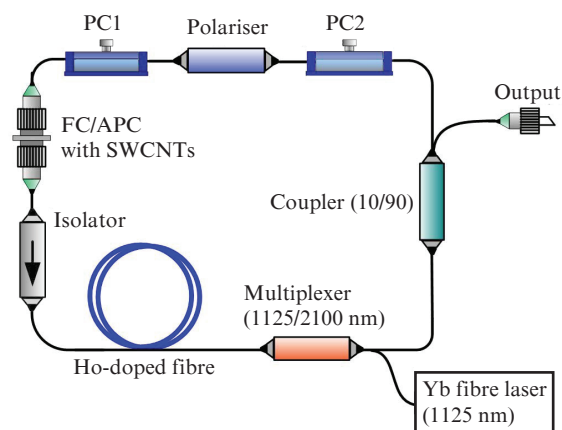 PC1
Polariser
PC2
Output
FC/APC
with SWCNTs
Coupler (10/90)
Isolator
Multiplexer
(1125/2100 nm)
Ho-doped fibre
Yb fibre laser
(1125 nm)